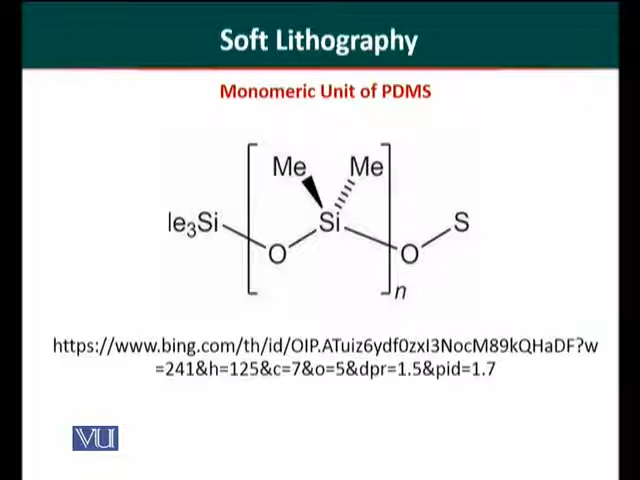 Soft Lithography
Monomeric Unit of PDMS
Me Me
le₃Si Si S
O O
n
https://www.bing.com/th/id/OIP.ATuiz6ydf0zxI3NocM89kQHaDF?w
=241&h=125&c=7&o=5&dpr=1.5&pid=1.7
VU